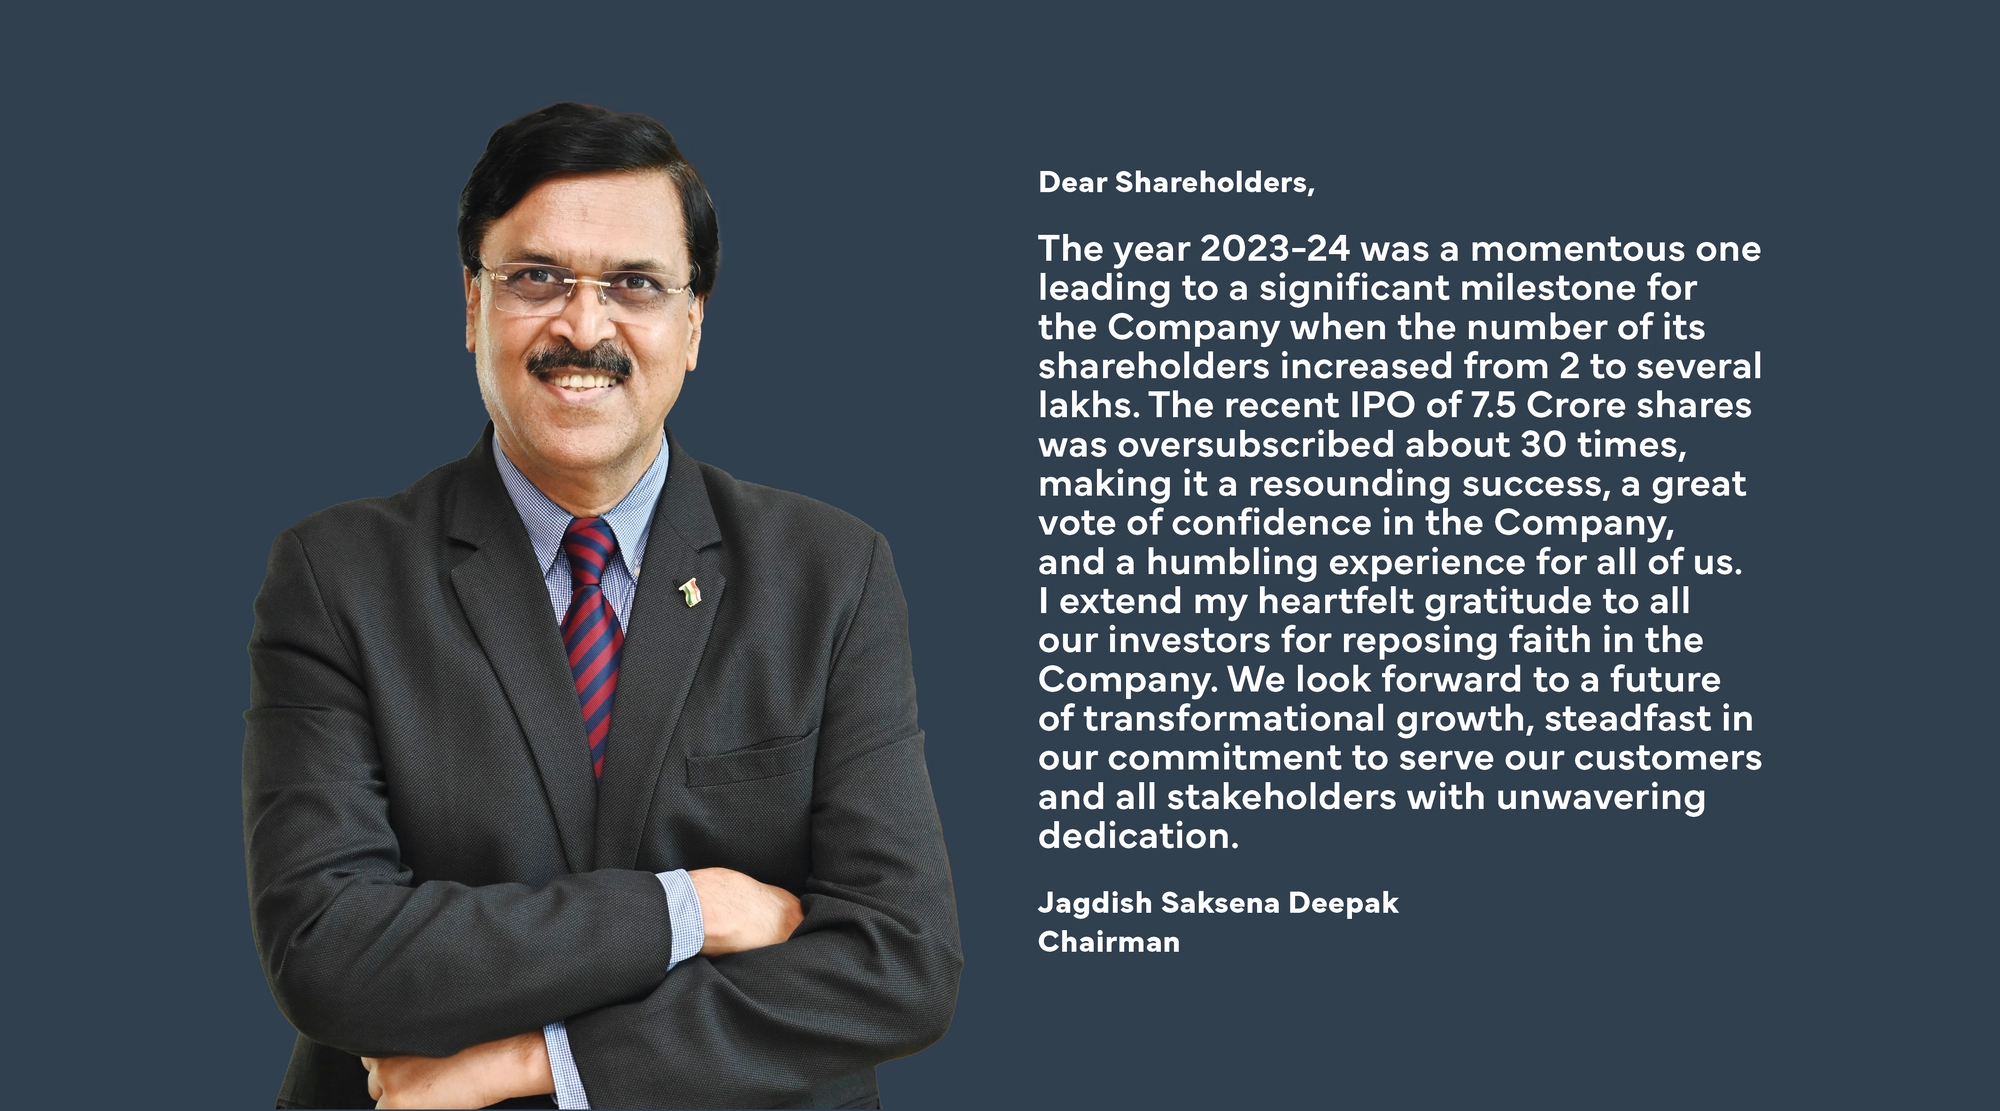 Dear Shareholders,
The year 2023-24 was a momentous one
leading to a significant milestone for
the Company when the number of its
shareholders increased from 2 to several
lakhs. The recent IPO of 7.5 Crore shares
was oversubscribed about 30 times,
making it a resounding success, a great
vote of confidence in the Company,
and a humbling experience for all of us.
I extend my heartfelt gratitude to all
our investors for reposing faith in the
Company. We look forward to a future
of transformational growth, steadfast in
our commitment to serve our customers
and all stakeholders with unwavering
dedication.
Jagdish Saksena Deepak
Chairman